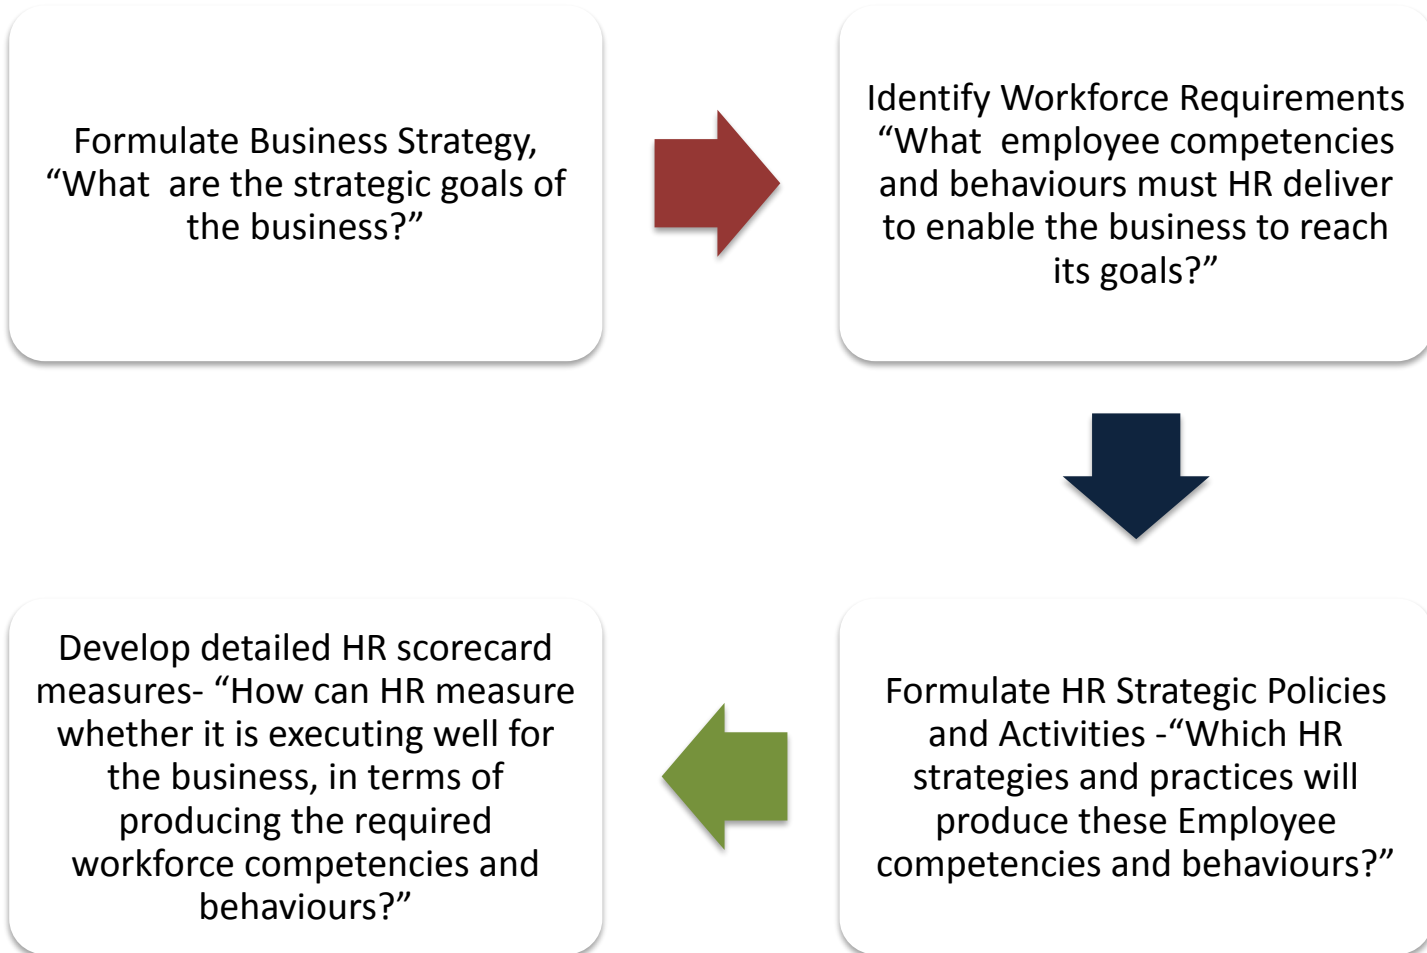 Formulate Business Strategy,
“What  are the strategic goals of
the business?”
Identify Workforce Requirements
“What  employee competencies
and behaviours must HR deliver
to enable the business to reach
its goals?”
Formulate HR Strategic Policies
and Activities -“Which HR
strategies and practices will
produce these Employee
competencies and behaviours?”
Develop detailed HR scorecard
measures- “How can HR measure
whether it is executing well for
the business, in terms of
producing the required
workforce competencies and
behaviours?”